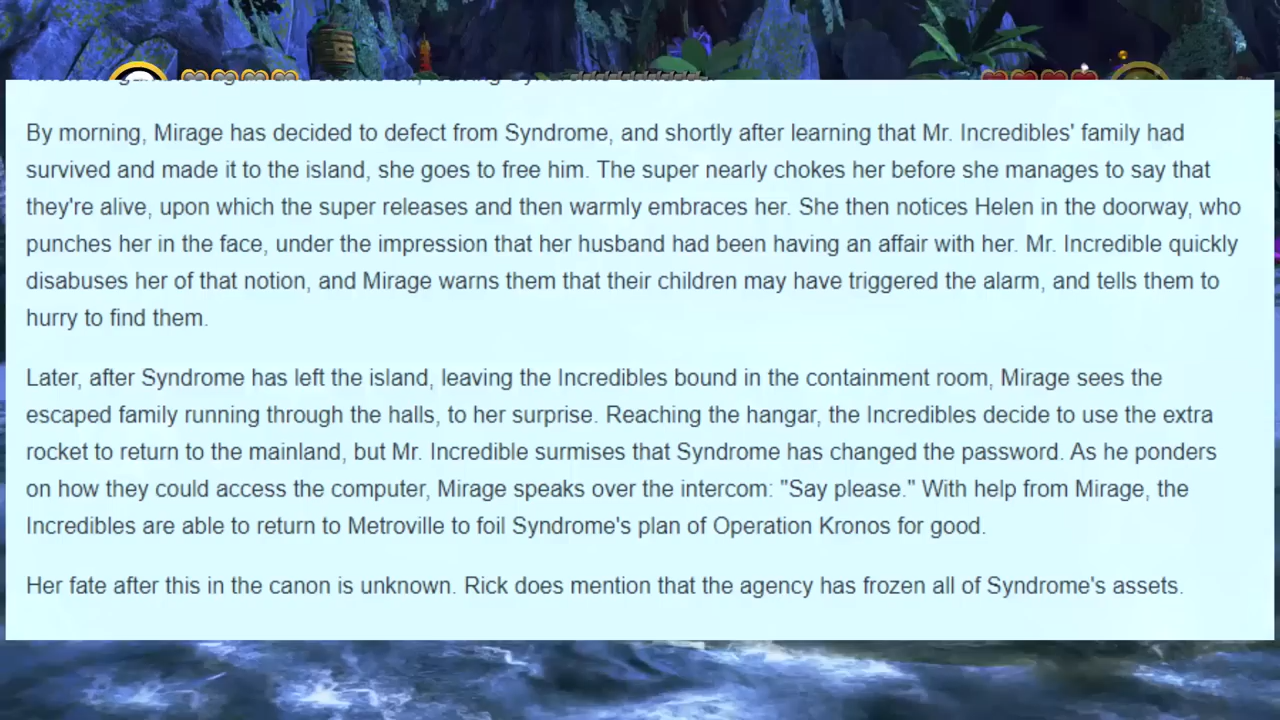 By morning, Mirage has decided to defect from Syndrome, and shortly after learning that Mr. Incredibles' family had
survived and made it to the island, she goes to free him. The super nearly chokes her before she manages to say that
they're alive, upon which the super releases and then warmly embraces her. She then notices Helen in the doorway, who
punches her in the face, under the impression that her husband had been having an affair with her. Mr. Incredible quickly
disabuses her of that notion, and Mirage warns them that their children may have triggered the alarm, and tells them to
hurry to find them.
Later, after Syndrome has left the island, leaving the Incredibles bound in the containment room, Mirage sees the
escaped family running through the halls, to her surprise. Reaching the hangar, the Incredibles decide to use the extra
rocket to return to the mainland, but Mr. Incredible surmises that Syndrome has changed the password. As he ponders
on how they could access the computer, Mirage speaks over the intercom: "Say please." With help from Mirage, the
Incredibles are able to return to Metroville to foil Syndrome's plan of Operation Kronos for good.
Her fate after this in the canon is unknown. Rick does mention that the agency has frozen all of Syndrome's assets.